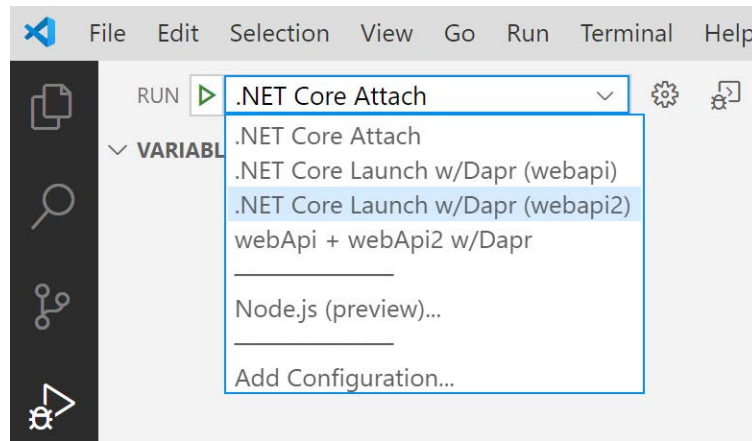 File Edit Selection View Go Run Terminal Help
RUN .NET Core Attach
VARIABL
.NET Core Attach
.NET Core Launch w/Dapr (webapi)
.NET Core Launch w/Dapr (webapi2)
webApi + webApi2 w/Dapr
Node.js (preview)...
Add Configuration...